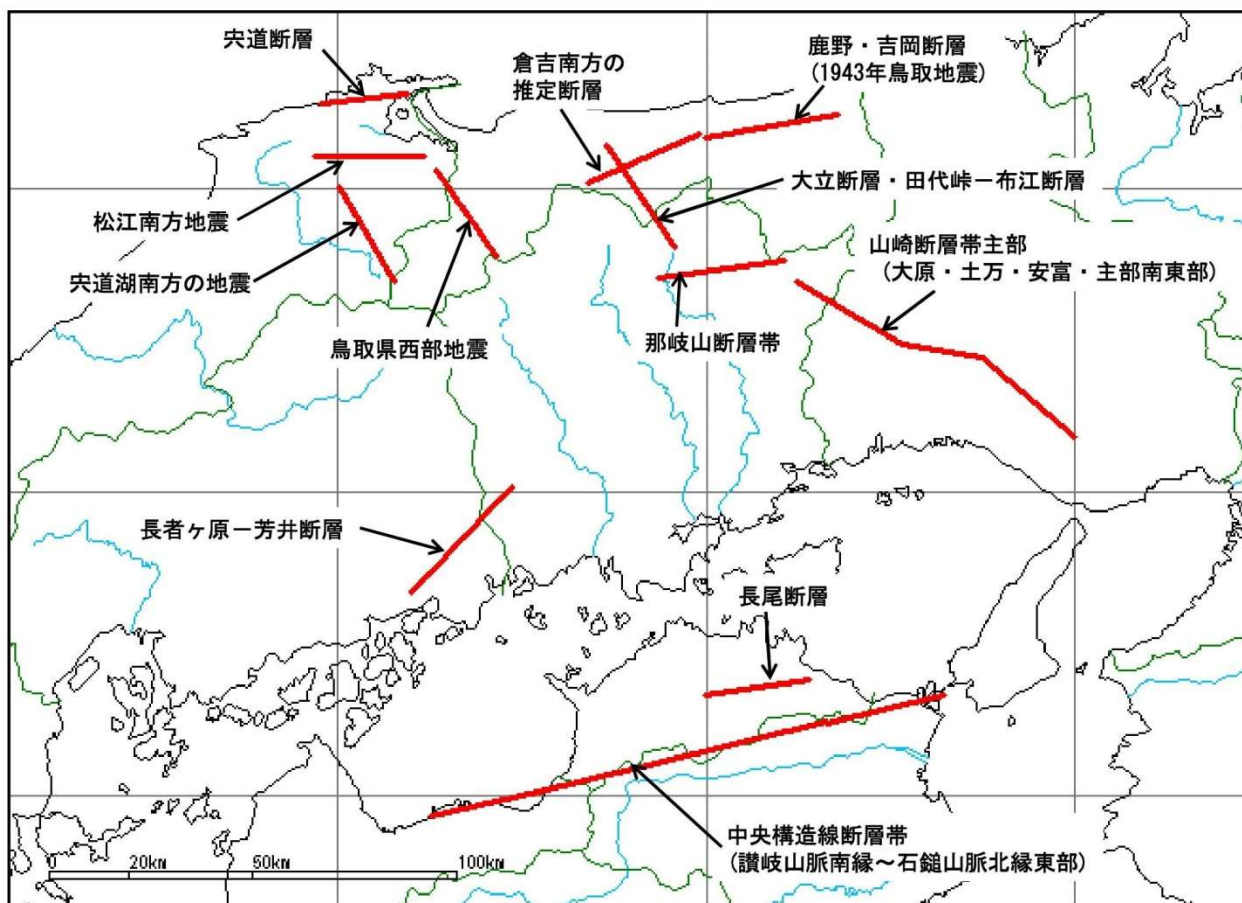 宍道断層
倉吉南方の
推定断層
鹿野・吉岡断層
(1943年鳥取地震)
大立断層・田代峠－布江断層
松江南方地震
宍道湖南方の地震
鳥取県西部地震
山崎断層帯主部
(大原・土万・安富・主部南東部)
那岐山断層帯
長者ヶ原－芳井断層
長尾断層
中央構造線断層帯
(讃岐山脈南縁～石鎚山脈北縁東部)
0 20km 50km 100km